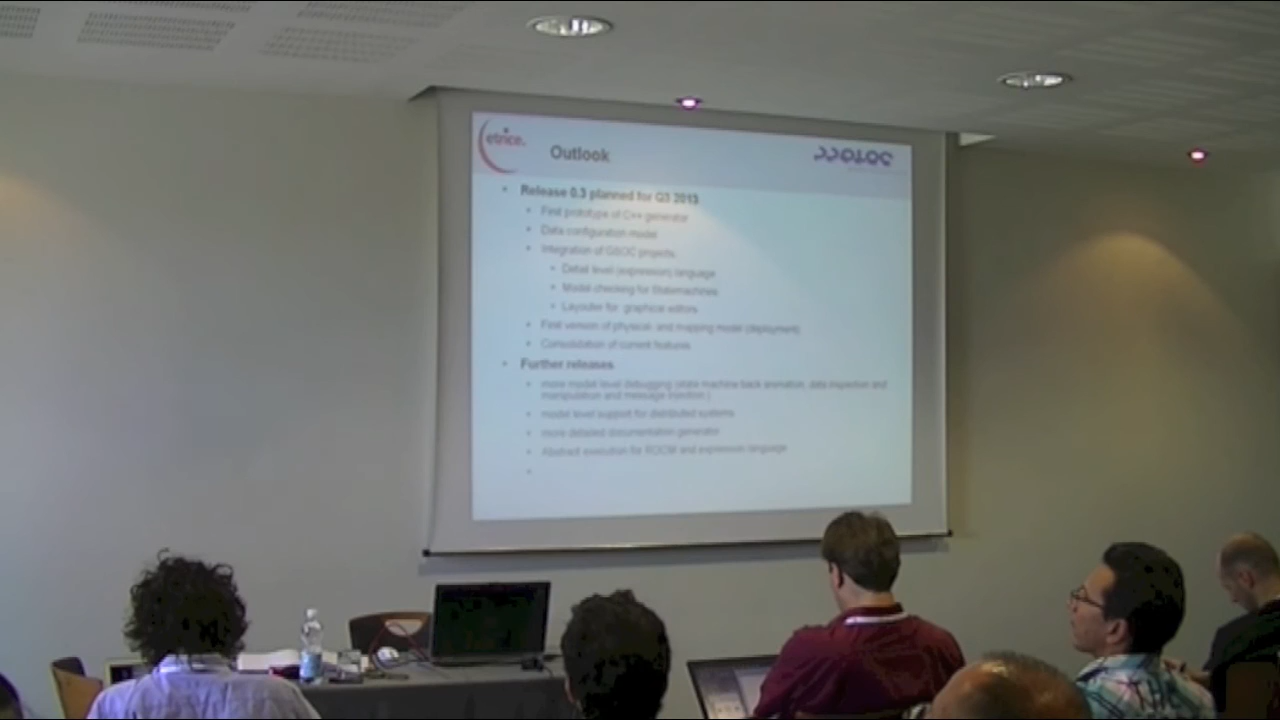 etrice.
Outlook
PROTOS
• Release 0.3 planned for Q3 2013
• First prototype of C++ generator
• Data configuration model
• Integration of GSOC projects
• Detail level (expression) language
• Model checking for Statemachines
• Layouter for graphical editors
• First version of physical- and mapping model (deployment)
• Consolidation of current features
• Further releases
• more model level debugging (state machine back animation, data inspection and
manipulation and message injection )
• model level support for distributed systems
• more detailed documentation generator
• Abstract execution for ROOM and expression language
•